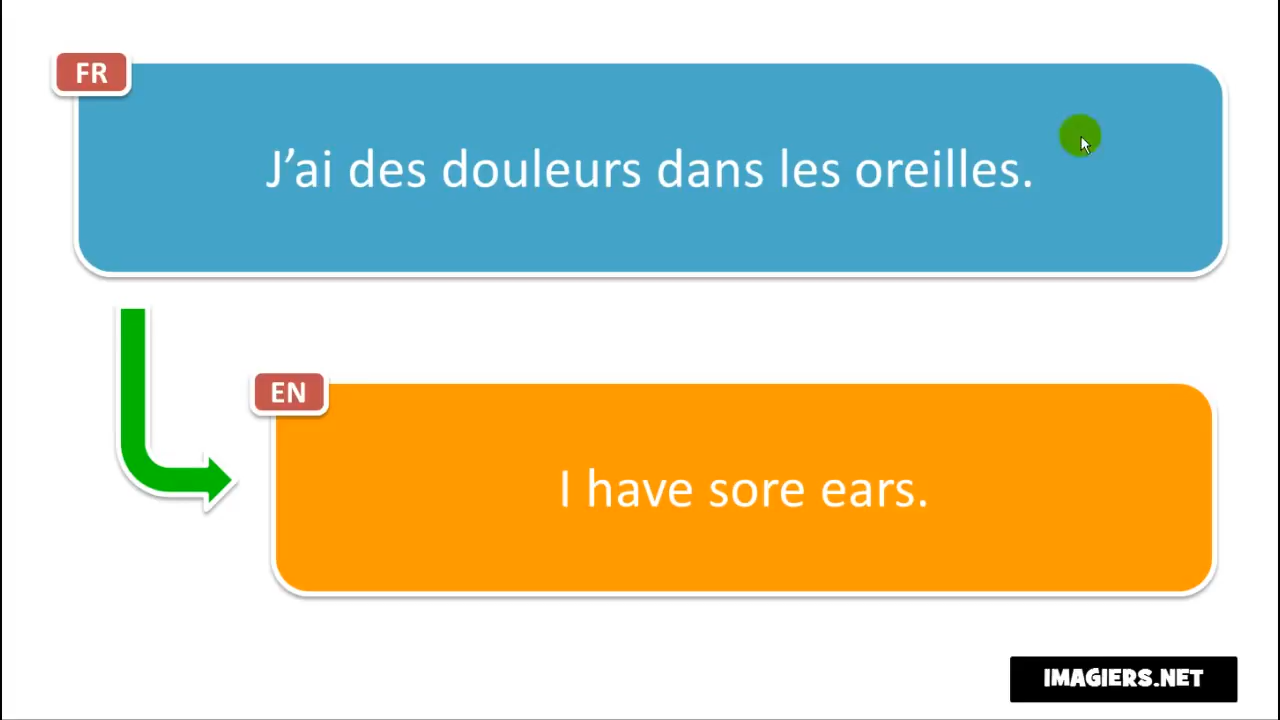 FR
J’ai des douleurs dans les oreilles.
EN
I have sore ears.
IMAGIERS.NET